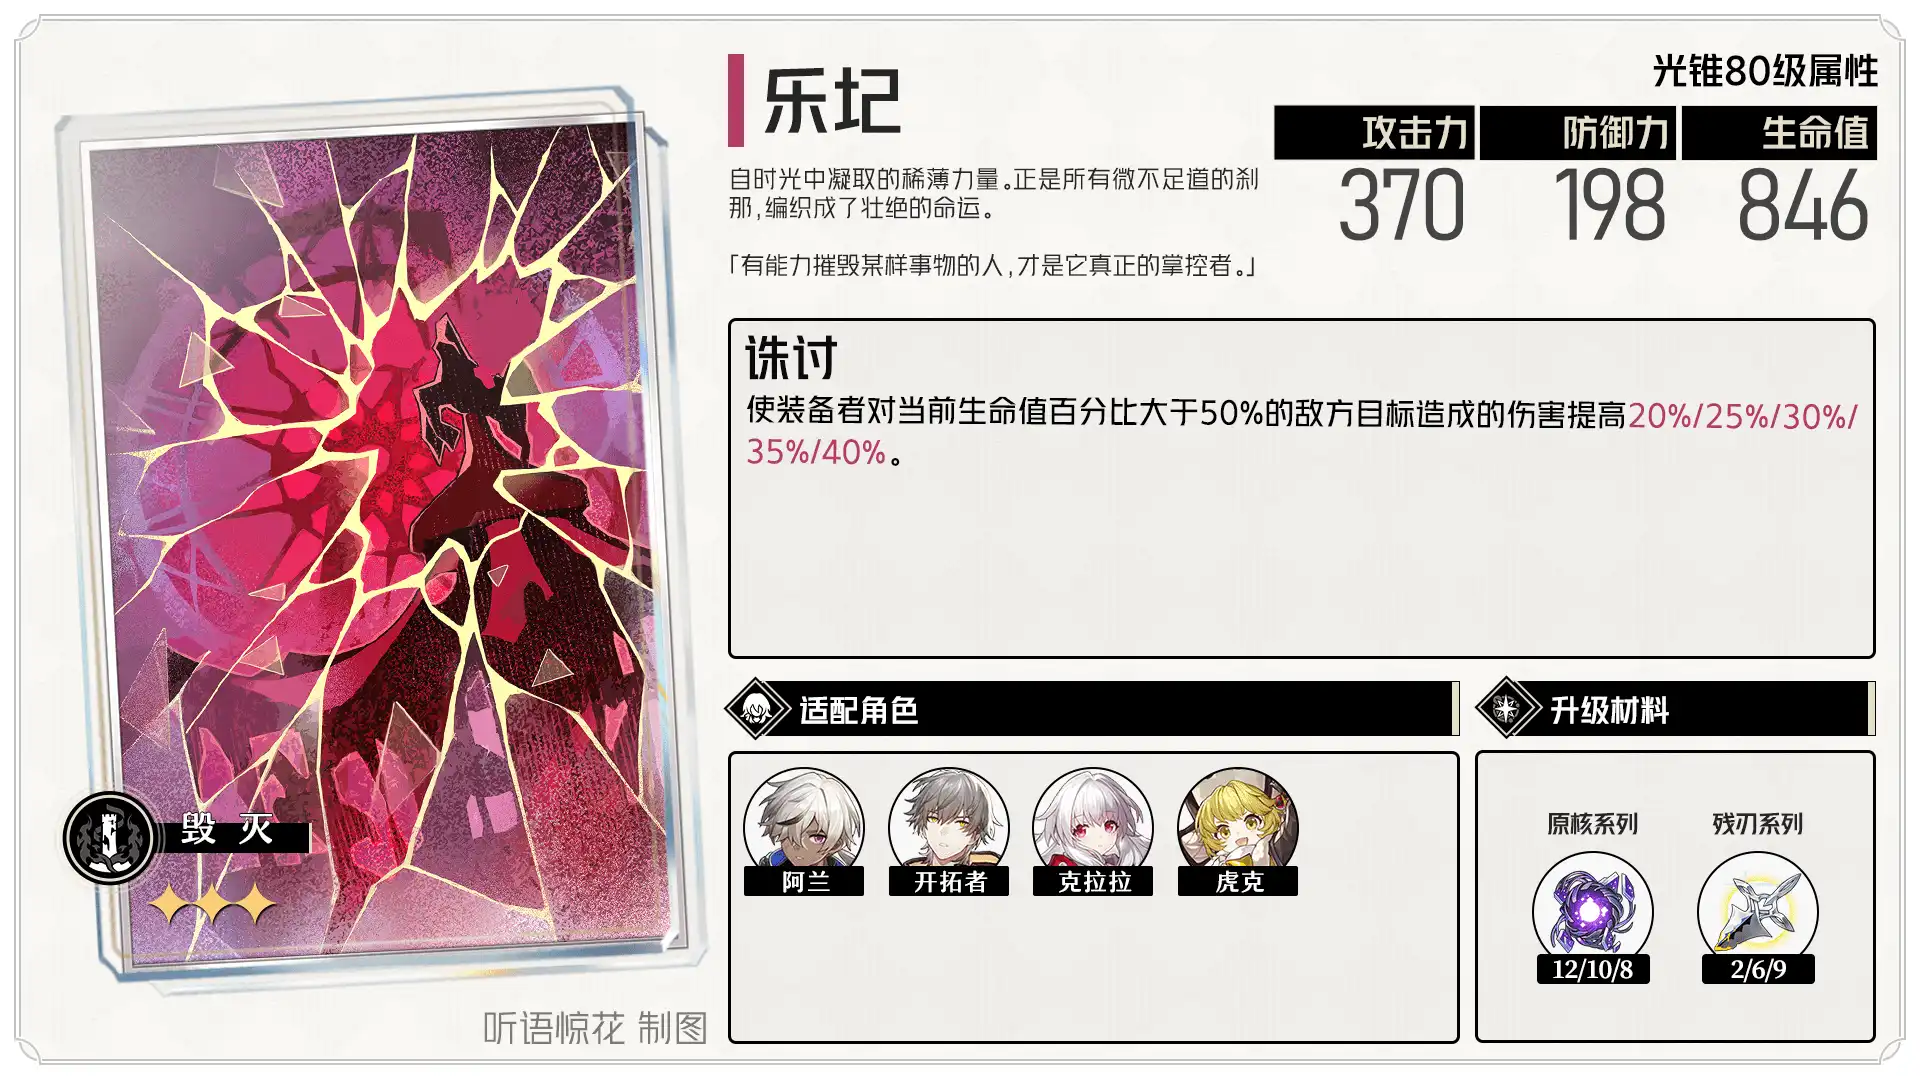 乐圮
自时光中凝取的稀薄力量。正是所有微不足道的刹
那,编织成了壮绝的命运。
「有能力摧毁某样事物的人,才是它真正的掌控者。」
光锥80级属性
攻击力 防御力 生命值
370 198 846
诛讨
使装备者对当前生命值百分比大于50%的敌方目标造成的伤害提高20%/25%/30%/
35%/40%。
毁灭
适配角色
阿兰 开拓者 克拉拉 虎克
升级材料
原核系列 残刃系列
12/10/8 2/6/9
听语惊花 制图